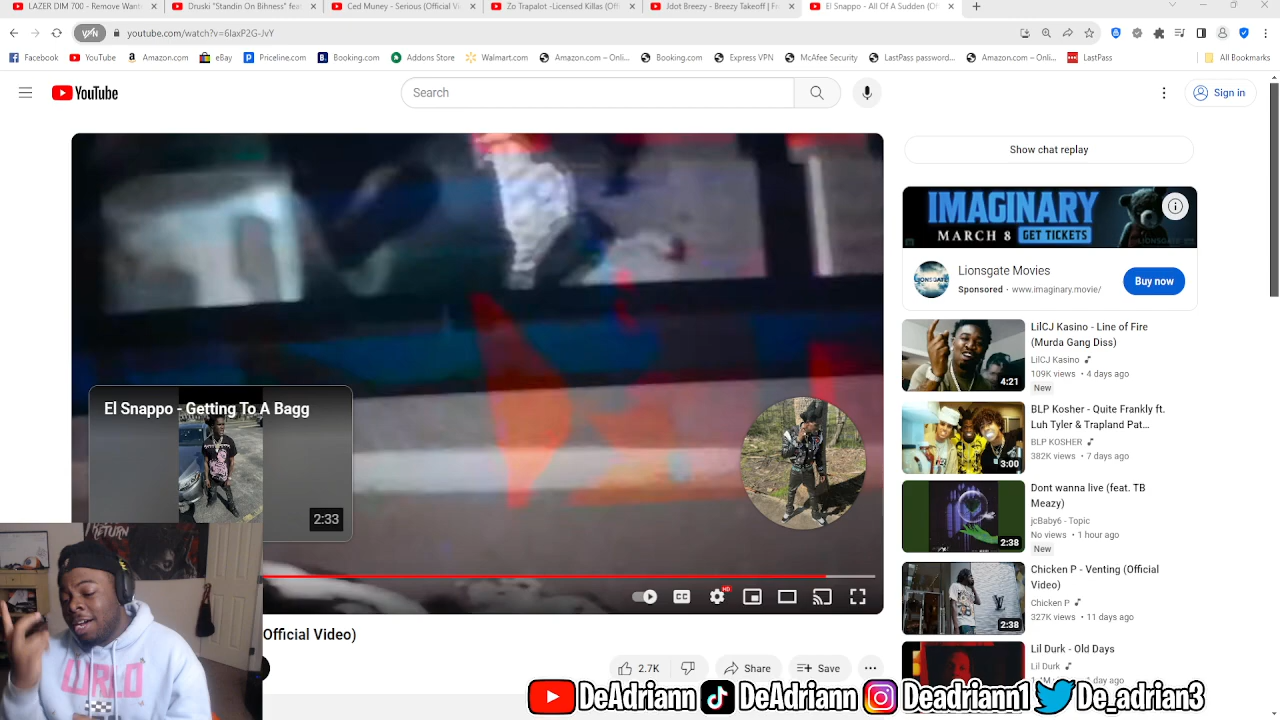 LAZER DIM 700 - Remove Want
Druski "Standin On Bihness" fea
Ced Muney - Serious (Official Vi
Zo Trapalot -Licensed Killas (Off
Jdot Breezy - Breezy Takeoff | Fr
El Snappo - All Of A Sudden (Of
VPN
youtube.com/watch?v=6laxP2G-JvY
Facebook
YouTube
Amazon.com
eBay
Priceline.com
Booking.com
Addons Store
Walmart.com
Amazon.com – Onli...
Booking.com
Express VPN
McAfee Security
LastPass password...
Amazon.com – Onli...
LastPass
All Bookmarks
YouTube
Search
Sign in
Show chat replay
IMAGINARY
MARCH 8 GET TICKETS
LIONSGATE
Lionsgate Movies
Sponsored · www.imaginary.movie/
Buy now
LilCJ Kasino - Line of Fire
(Murda Gang Diss)
LilCJ Kasino
109K views • 4 days ago
New
4:21
BLP Kosher - Quite Frankly ft.
Luh Tyler & Trapland Pat...
BLP KOSHER
382K views • 7 days ago
3:00
Dont wanna live (feat. TB
Meazy)
jcBaby6 - Topic
No views • 1 hour ago
New
2:38
Chicken P - Venting (Official
Video)
Chicken P
327K views • 11 days ago
2:38
Lil Durk - Old Days
Lil Durk
El Snappo - Getting To A Bagg
2:33
CC
HD
Official Video)
2.7K
Share
Save
RETURN
DeAdriann
DeAdriann
Deadriann1
De_adrian3